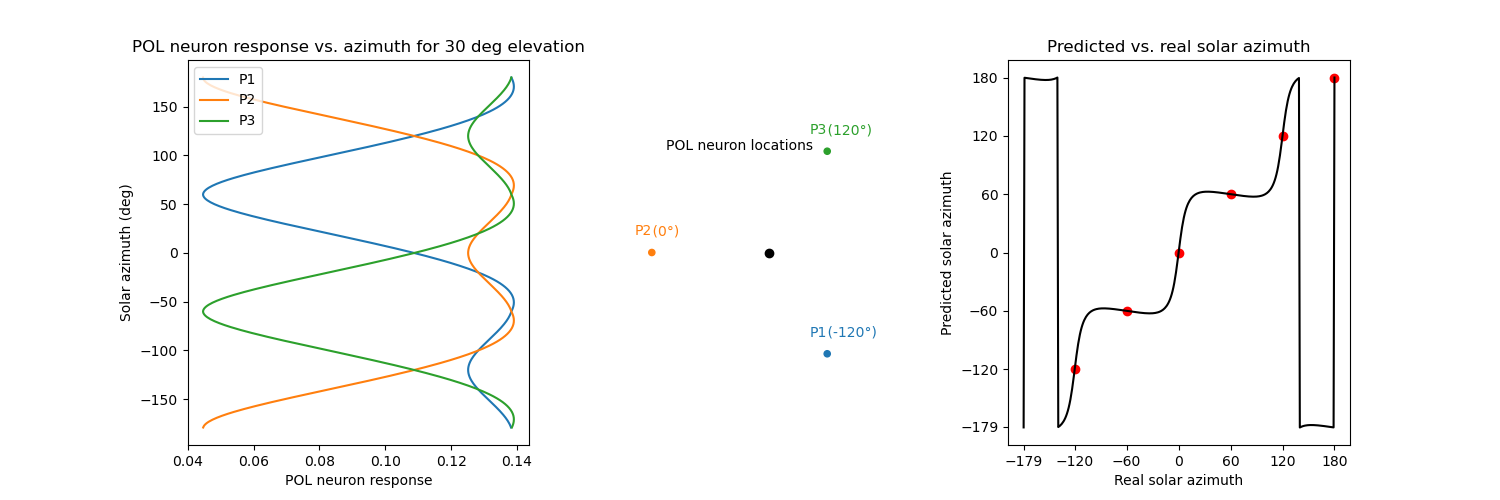 POL neuron response vs. azimuth for 30 deg elevation
P1
P2
P3
150
100
50
0
−50
−100
−150
Solar azimuth (deg)
0.04 0.06 0.08 0.10 0.12 0.14
POL neuron response
P3(120°)
POL neuron locations
P2(0°)
P1(-120°)
Predicted vs. real solar azimuth
180
120
60
0
−60
−120
−179
Predicted solar azimuth
−179 −120 −60 0 60 120 180
Real solar azimuth